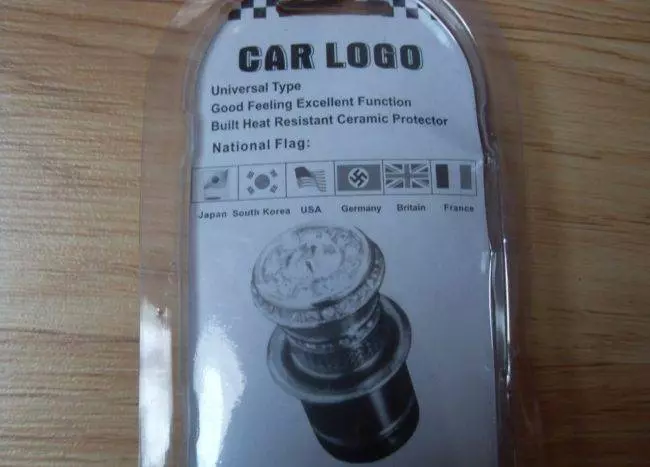 CAR LOGO
Universal Type
Good Feeling Excellent Function
Built Heat Resistant Ceramic Protector
National Flag:
Japan South Korea USA Germany Britain France